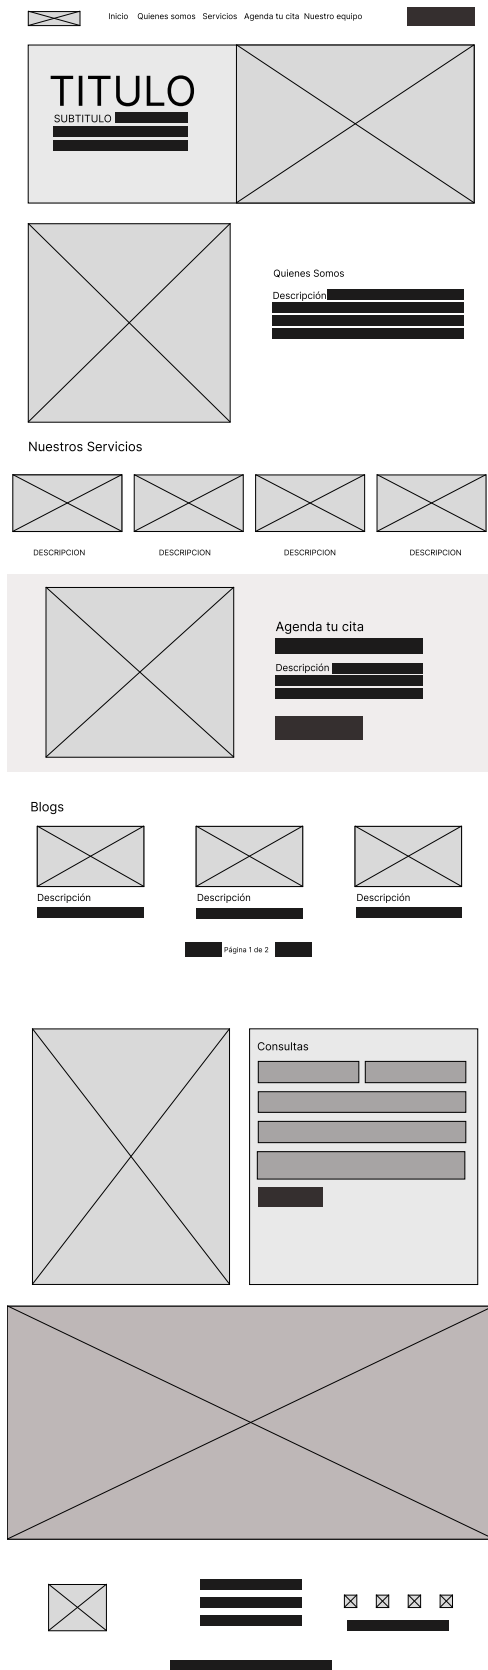 Inicio Quienes somos Servicios Agenda tu cita Nuestro equipo
TITULO
SUBTITULO
Quienes Somos
Descripción
Nuestros Servicios
DESCRIPCION DESCRIPCION DESCRIPCION DESCRIPCION
Agenda tu cita
Descripción
Blogs
Descripción Descripción Descripción
Página 1 de 2
Consultas